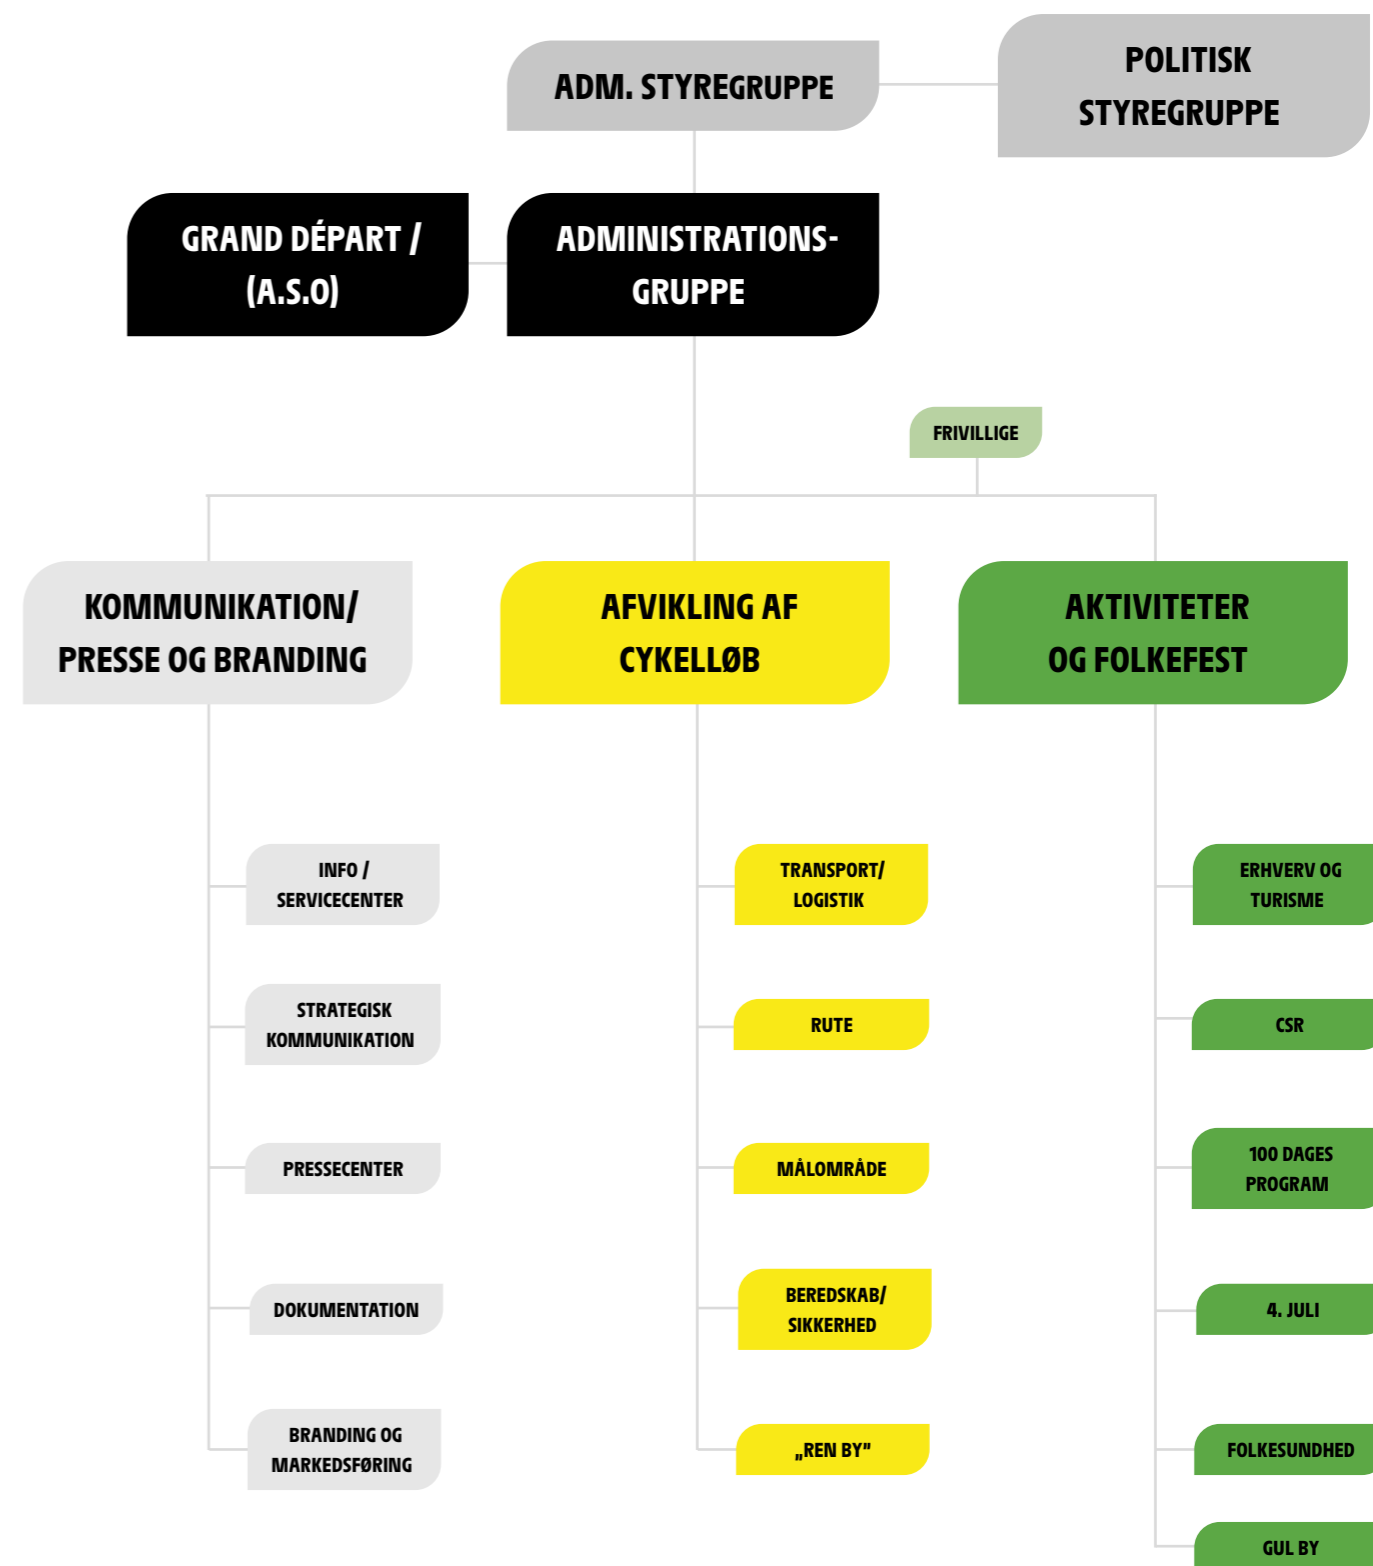 ADM. STYREGRUPPE
POLITISK
STYREGRUPPE
GRAND DÉPART /
(A.S.O)
ADMINISTRATIONS-
GRUPPE
FRIVILLIGE
KOMMUNIKATION/
PRESSE OG BRANDING
AFVIKLING AF
CYKELLØB
AKTIVITETER
OG FOLKEFEST
INFO /
SERVICECENTER
STRATEGISK
KOMMUNIKATION
PRESSECENTER
DOKUMENTATION
BRANDING OG
MARKEDSFØRING
TRANSPORT/
LOGISTIK
RUTE
MÅLOMRÅDE
BEREDSKAB/
SIKKERHED
„REN BY”
ERHVERV OG
TURISME
CSR
100 DAGES
PROGRAM
4. JULI
FOLKESUNDHED
GUL BY